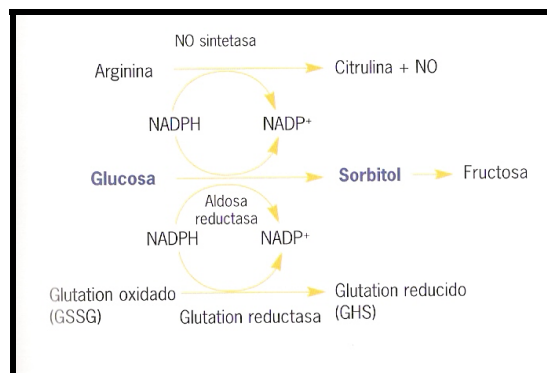 NO sintetasa
Arginina
Citrulina + NO
NADPH
NADP+
Glucosa
Sorbitol
Fructosa
Aldosa
reductasa
NADPH
NADP+
Glutation oxidado
(GSSG)
Glutation reductasa
Glutation reducido
(GHS)